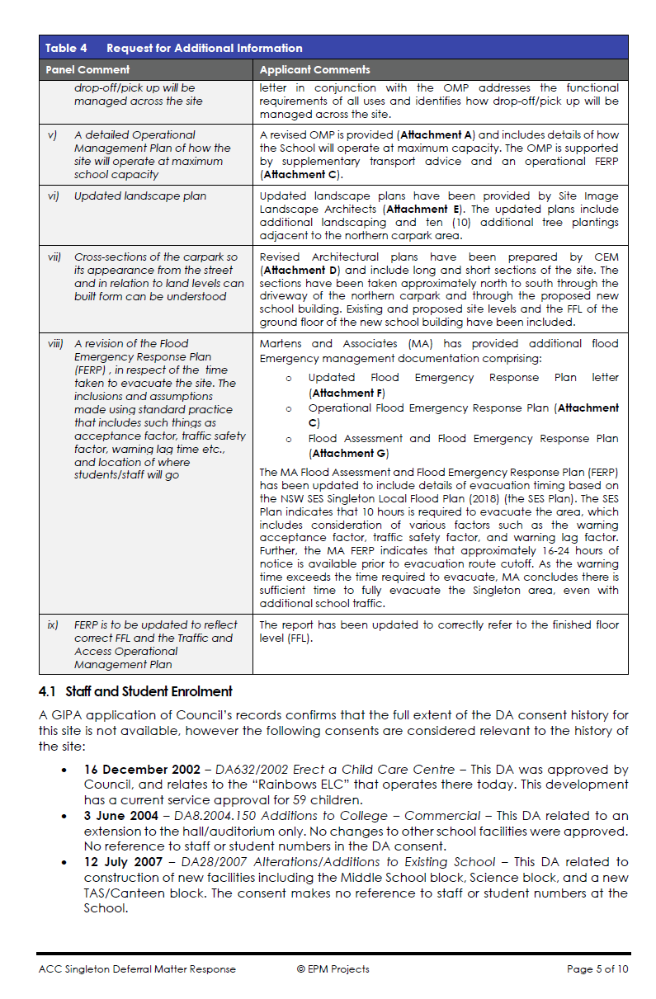 Table 4 Request for Additional Information
Panel Comment
Applicant Comments
drop-off/pick up will be
managed across the site
letter in conjunction with the OMP addresses the functional
requirements of all uses and identifies how drop-off/pick up will be
managed across the site.
v) A detailed Operational
Management Plan of how the
site will operate at maximum
school capacity
A revised OMP is provided (Attachment A) and includes details of how
the School will operate at maximum capacity. The OMP is supported
by supplementary transport advice and an operational FERP
(Attachment C).
vi) Updated landscape plan
Updated landscape plans have been provided by Site Image
Landscape Architects (Attachment E). The updated plans include
additional landscaping and ten (10) additional tree plantings
adjacent to the northern carpark area.
vii) Cross-sections of the carpark so
its appearance from the street
and in relation to land levels can
built form can be understood
Revised Architectural plans have been prepared by CEM
(Attachment D) and include long and short sections of the site. The
sections have been taken approximately north to south through the
driveway of the northern carpark and through the proposed new
school building. Existing and proposed site levels and the FFL of the
ground floor of the new school building have been included.
viii) A revision of the Flood
Emergency Response Plan
(FERP) , in respect of the time
taken to evacuate the site. The
inclusions and assumptions
made using standard practice
that includes such things as
acceptance factor, traffic safety
factor, warning lag time etc.,
and location of where
students/staff will go
Martens and Associates (MA) has provided additional flood
Emergency management documentation comprising:
o Updated Flood Emergency Response Plan letter
(Attachment F)
o Operational Flood Emergency Response Plan (Attachment
C)
o Flood Assessment and Flood Emergency Response Plan
(Attachment G)
The MA Flood Assessment and Flood Emergency Response Plan (FERP)
has been updated to include details of evacuation timing based on
the NSW SES Singleton Local Flood Plan (2018) (the SES Plan). The SES
Plan indicates that 10 hours is required to evacuate the area, which
includes consideration of various factors such as the warning
acceptance factor, traffic safety factor, and warning lag factor.
Further, the MA FERP indicates that approximately 16-24 hours of
notice is available prior to evacuation route cutoff. As the warning
time exceeds the time required to evacuate, MA concludes there is
sufficient time to fully evacuate the Singleton area, even with
additional school traffic.
ix) FERP is to be updated to reflect
correct FFL and the Traffic and
Access Operational
Management Plan
The report has been updated to correctly refer to the finished floor
level (FFL).
4.1 Staff and Student Enrolment
A GIPA application of Council's records confirms that the full extent of the DA consent history for
this site is not available, however the following consents are considered relevant to the history of
the site:
• 16 December 2002 – DA632/2002 Erect a Child Care Centre – This DA was approved by
Council, and relates to the “Rainbows ELC” that operates there today. This development
has a current service approval for 59 children.
• 3 June 2004 – DA8.2004.150 Additions to College – Commercial – This DA related to an
extension to the hall/auditorium only. No changes to other school facilities were approved.
No reference to staff or student numbers in the DA consent.
• 12 July 2007 – DA28/2007 Alterations/Additions to Existing School – This DA related to
construction of new facilities including the Middle School block, Science block, and a new
TAS/Canteen block. The consent makes no reference to staff or student numbers at the
School.
ACC Singleton Deferral Matter Response © EPM Projects Page 5 of 10